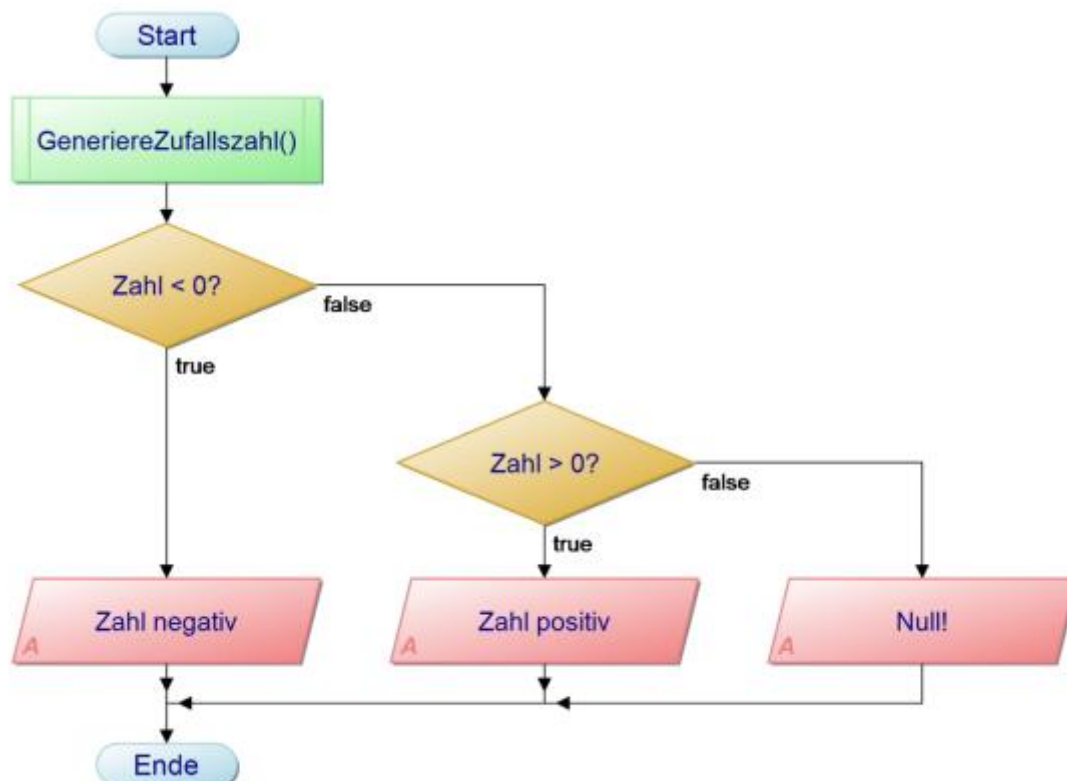 Start
GeneriereZufallszahl()
Zahl < 0?
false
true
Zahl > 0?
false
true
Zahl negativ
A
Zahl positiv
A
Null!
A
Ende